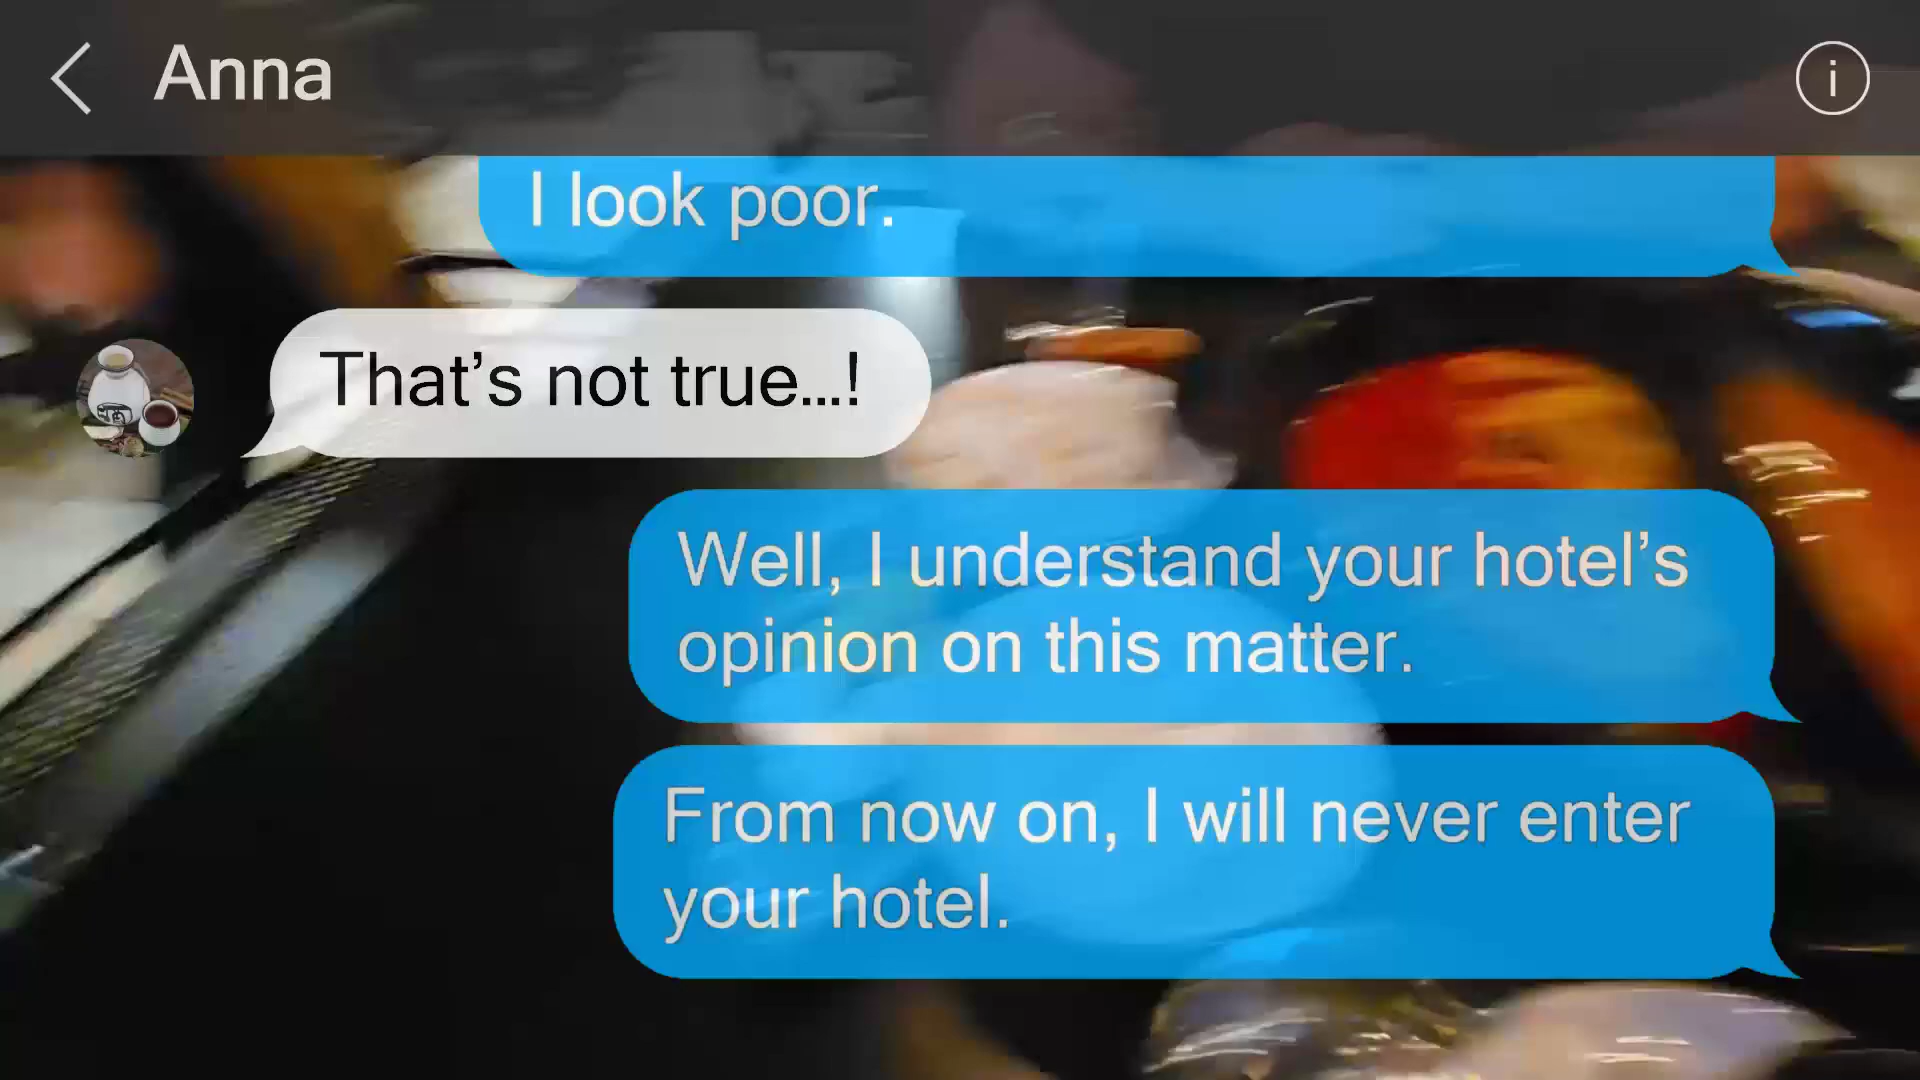 Anna
I look poor.
That’s not true...!
Well, I understand your hotel’s
opinion on this matter.
From now on, I will never enter
your hotel.